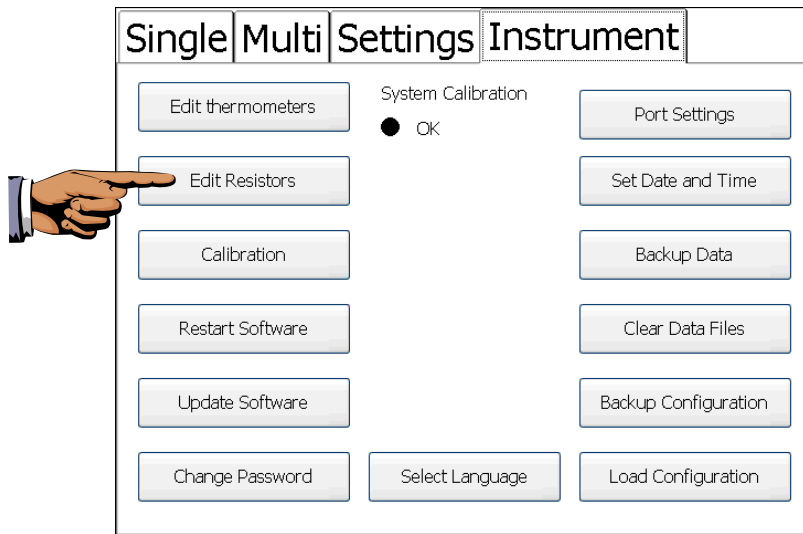 Single Multi Settings Instrument
Edit thermometers
System Calibration
OK
Port Settings
Edit Resistors
Set Date and Time
Calibration
Backup Data
Restart Software
Clear Data Files
Update Software
Backup Configuration
Change Password
Select Language
Load Configuration